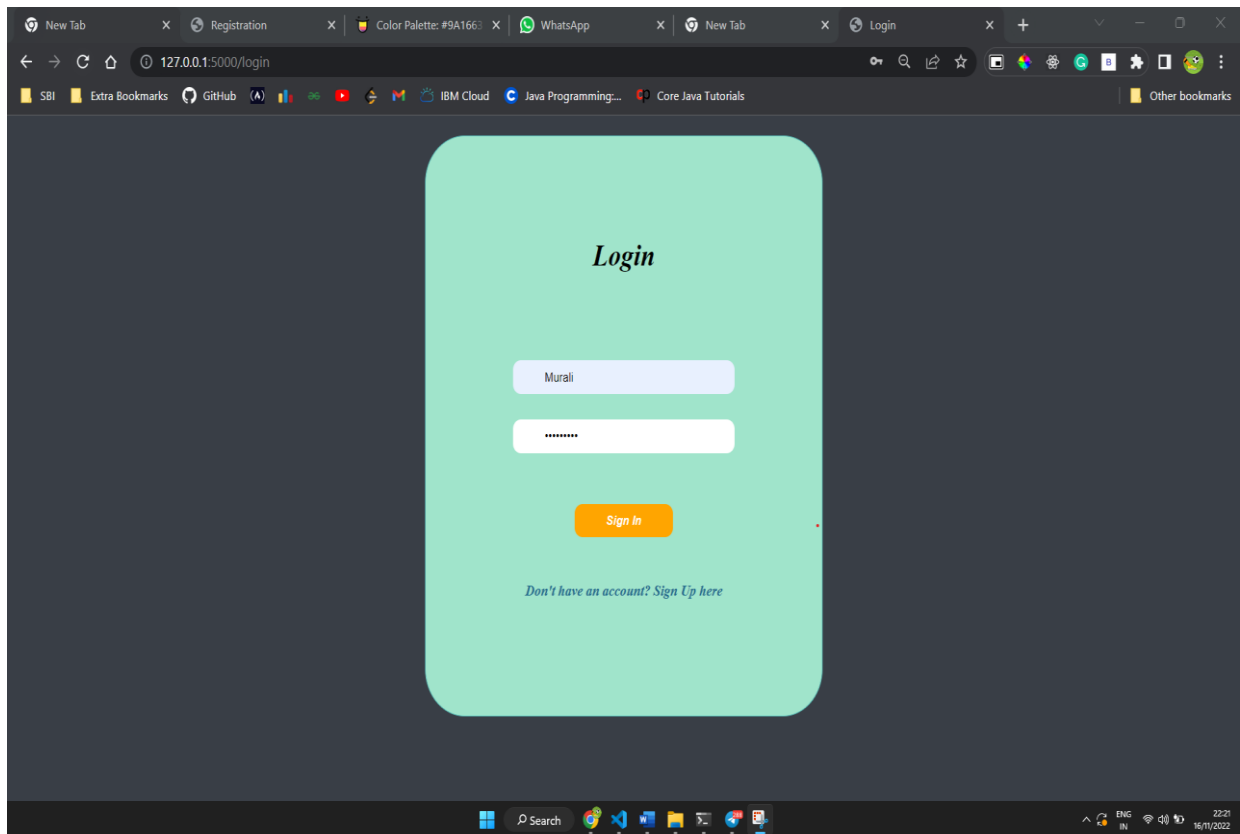 New Tab
Registration
Color Palette: #9A1663
WhatsApp
New Tab
Login
127.0.0.1:5000/login
SBI
Extra Bookmarks
GitHub
IBM Cloud
Java Programming:...
Core Java Tutorials
Other bookmarks
Login
Murali
•••••••••
Sign In
Don't have an account? Sign Up here
Search
ENG
IN
22:21
16/11/2022